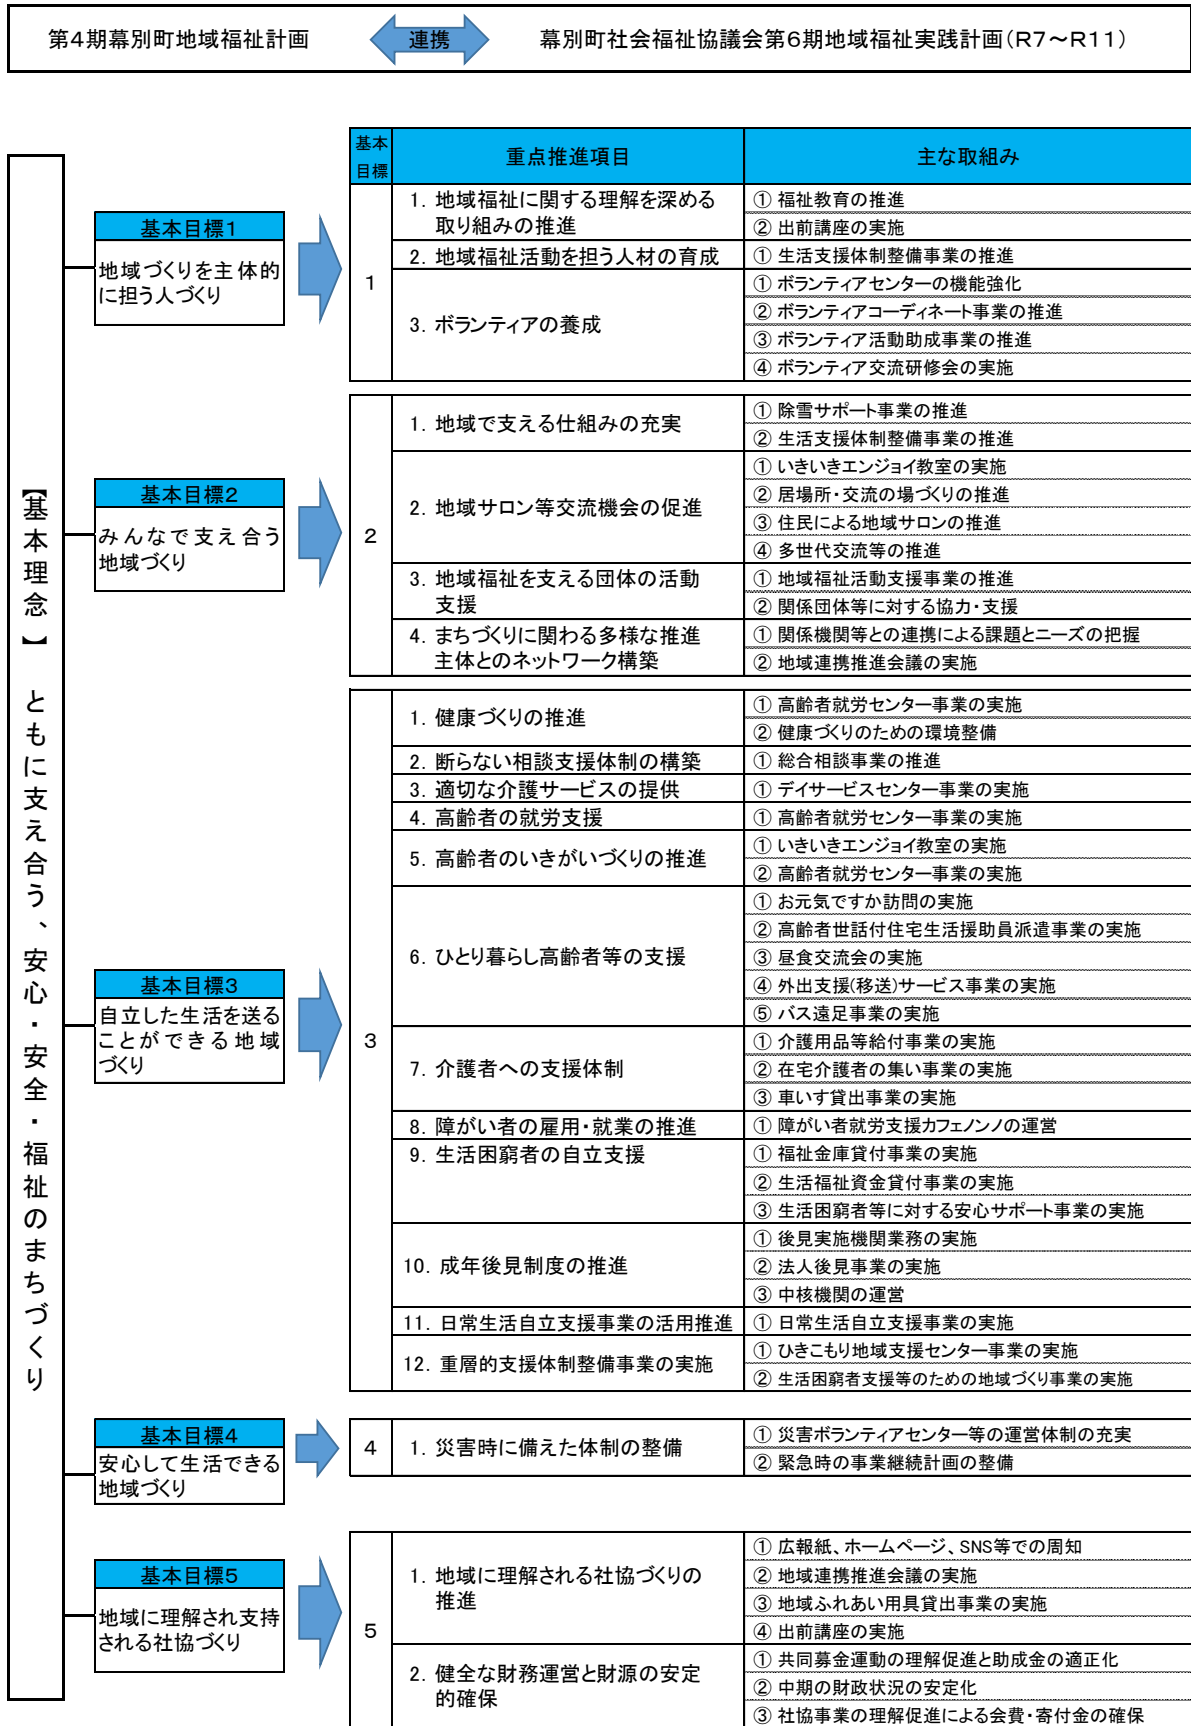 第4期幕別町地域福祉計画 連携 幕別町社会福祉協議会第6期地域福祉実践計画(R7～R11)
【基本理念】 ともに支え合う、安心・安全・福祉のまちづくり
基本目標1
地域づくりを主体的
に担う人づくり
基本目標2
みんなで支え合う
地域づくり
基本目標3
自立した生活を送る
ことができる地域
づくり
基本目標4
安心して生活できる
地域づくり
基本目標5
地域に理解され支持
される社協づくり
基本
目標
重点推進項目
主な取組み
1
1. 地域福祉に関する理解を深める
取り組みの推進
① 福祉教育の推進
② 出前講座の実施
2. 地域福祉活動を担う人材の育成
① 生活支援体制整備事業の推進
3. ボランティアの養成
① ボランティアセンターの機能強化
② ボランティアコーディネート事業の推進
③ ボランティア活動助成事業の推進
④ ボランティア交流研修会の実施
2
1. 地域で支える仕組みの充実
① 除雪サポート事業の推進
② 生活支援体制整備事業の推進
2. 地域サロン等交流機会の促進
① いきいきエンジョイ教室の実施
② 居場所・交流の場づくりの推進
③ 住民による地域サロンの推進
④ 多世代交流等の推進
3. 地域福祉を支える団体の活動
支援
① 地域福祉活動支援事業の推進
② 関係団体等に対する協力・支援
4. まちづくりに関わる多様な推進
主体とのネットワーク構築
① 関係機関等との連携による課題とニーズの把握
② 地域連携推進会議の実施
3
1. 健康づくりの推進
① 高齢者就労センター事業の実施
② 健康づくりのための環境整備
2. 断らない相談支援体制の構築
① 総合相談事業の推進
3. 適切な介護サービスの提供
① デイサービスセンター事業の実施
4. 高齢者の就労支援
① 高齢者就労センター事業の実施
5. 高齢者のいきがいづくりの推進
① いきいきエンジョイ教室の実施
② 高齢者就労センター事業の実施
6. ひとり暮らし高齢者等の支援
① お元気ですか訪問の実施
② 高齢者世話付住宅生活援助員派遣事業の実施
③ 昼食交流会の実施
④ 外出支援(移送)サービス事業の実施
⑤ バス遠足事業の実施
7. 介護者への支援体制
① 介護用品等給付事業の実施
② 在宅介護者の集い事業の実施
③ 車いす貸出事業の実施
8. 障がい者の雇用・就業の推進
① 障がい者就労支援カフェノンノの運営
9. 生活困窮者の自立支援
① 福祉金庫貸付事業の実施
② 生活福祉資金貸付事業の実施
③ 生活困窮者等に対する安心サポート事業の実施
10. 成年後見制度の推進
① 後見実施機関業務の実施
② 法人後見事業の実施
③ 中核機関の運営
11. 日常生活自立支援事業の活用推進
① 日常生活自立支援事業の実施
12. 重層的支援体制整備事業の実施
① ひきこもり地域支援センター事業の実施
② 生活困窮者支援等のための地域づくり事業の実施
4
1. 災害時に備えた体制の整備
① 災害ボランティアセンター等の運営体制の充実
② 緊急時の事業継続計画の整備
5
1. 地域に理解される社協づくりの
推進
① 広報紙、ホームページ、SNS等での周知
② 地域連携推進会議の実施
③ 地域ふれあい用具貸出事業の実施
④ 出前講座の実施
2. 健全な財務運営と財源の安定
的確保
① 共同募金運動の理解促進と助成金の適正化
② 中期の財政状況の安定化
③ 社協事業の理解促進による会費・寄付金の確保